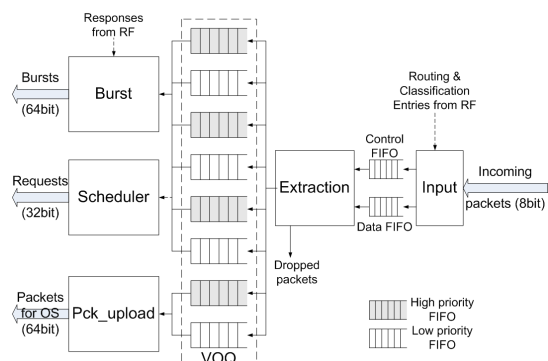 Responses
from RF
Bursts
(64bit)
Burst
Routing &
Classification
Entries from RF
Control
FIFO
Requests
(32bit)
Scheduler
Extraction
Input
Incoming
packets (8bit)
Data FIFO
Dropped
packets
Packets
for OS
(64bit)
Pck_upload
High priority
FIFO
Low priority
FIFO
VOQ